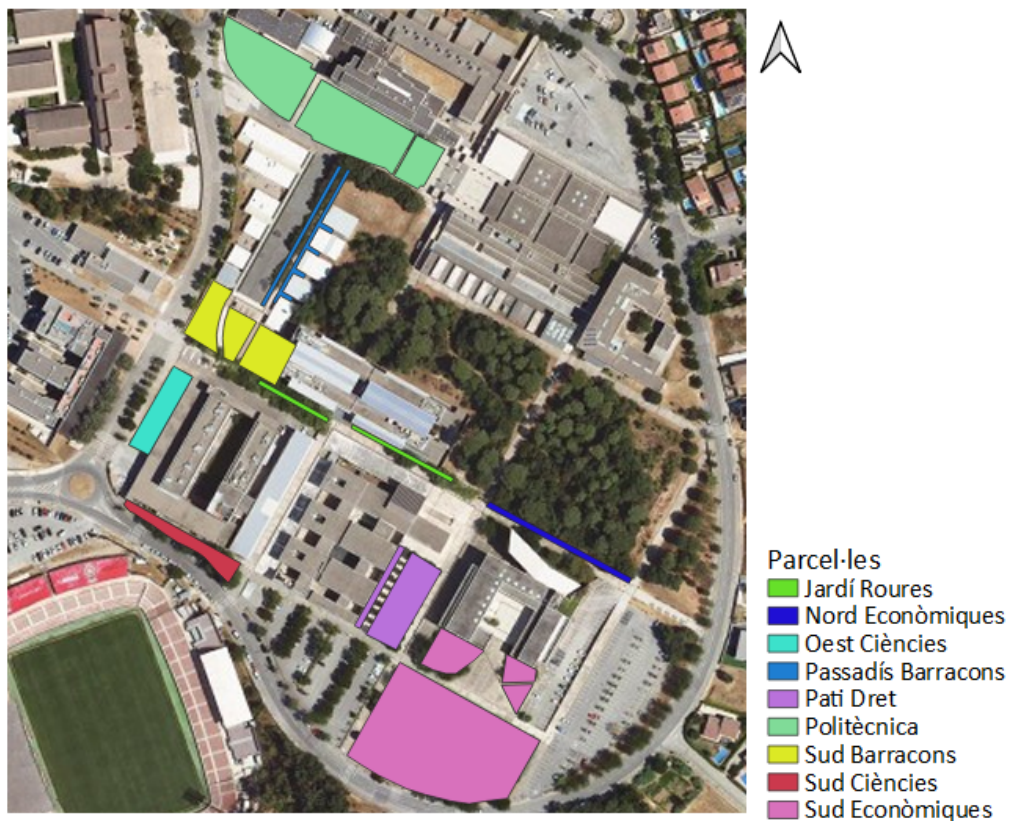 Parcel·les
Jardí Roures
Nord Econòmiques
Oest Ciències
Passadís Barracons
Pati Dret
Politècnica
Sud Barracons
Sud Ciències
Sud Econòmiques